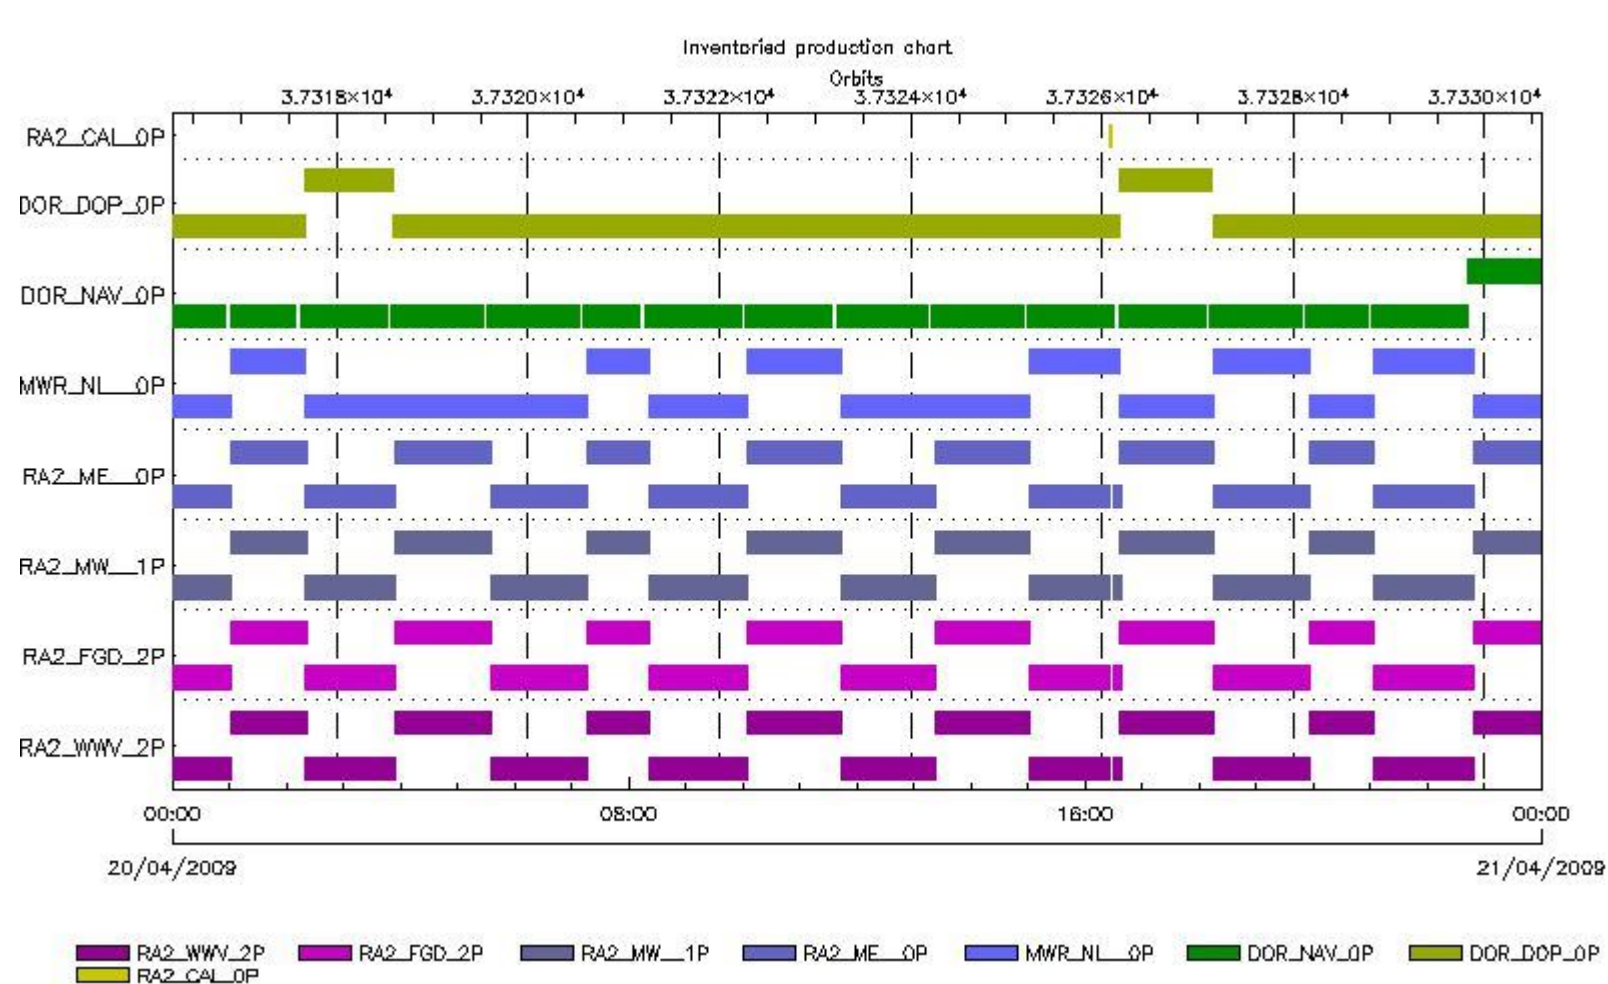 Inventoried production chart
Orbits
3.7318×10⁴ 3.7320×10⁴ 3.7322×10⁴ 3.7324×10⁴ 3.7326×10⁴ 3.7328×10⁴ 3.7330×10⁴
RA2_CAL_0P
DOR_DOP_0P
DOR_NAV_0P
MWR_NL__0P
RA2_ME__0P
RA2_MW__1P
RA2_FGD_2P
RA2_WWV_2P
00:00 08:00 16:00 00:00
20/04/2009 21/04/2009
RA2_WWV_2P RA2_FGD_2P RA2_MW__1P RA2_ME__0P MWR_NL__0P DOR_NAV_0P DOR_DOP_0P
RA2_CAL_0P